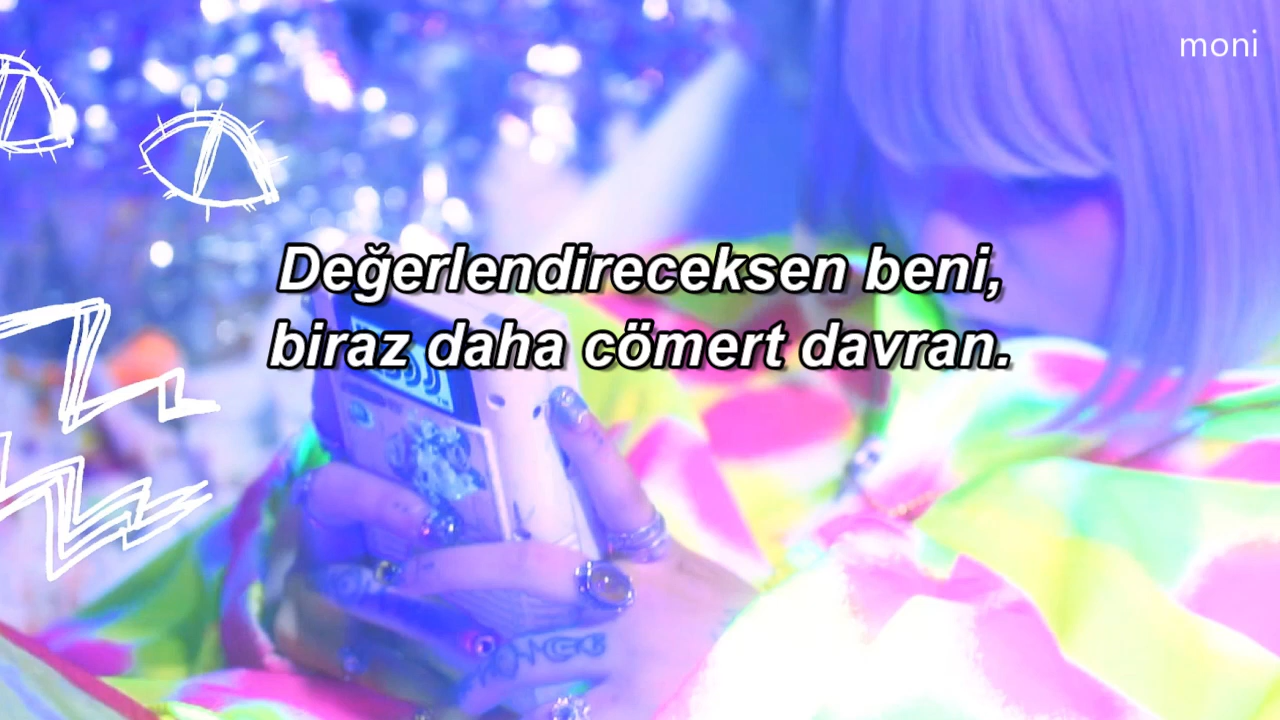 moni
Değerlendireceksen beni,
biraz daha cömert davran.